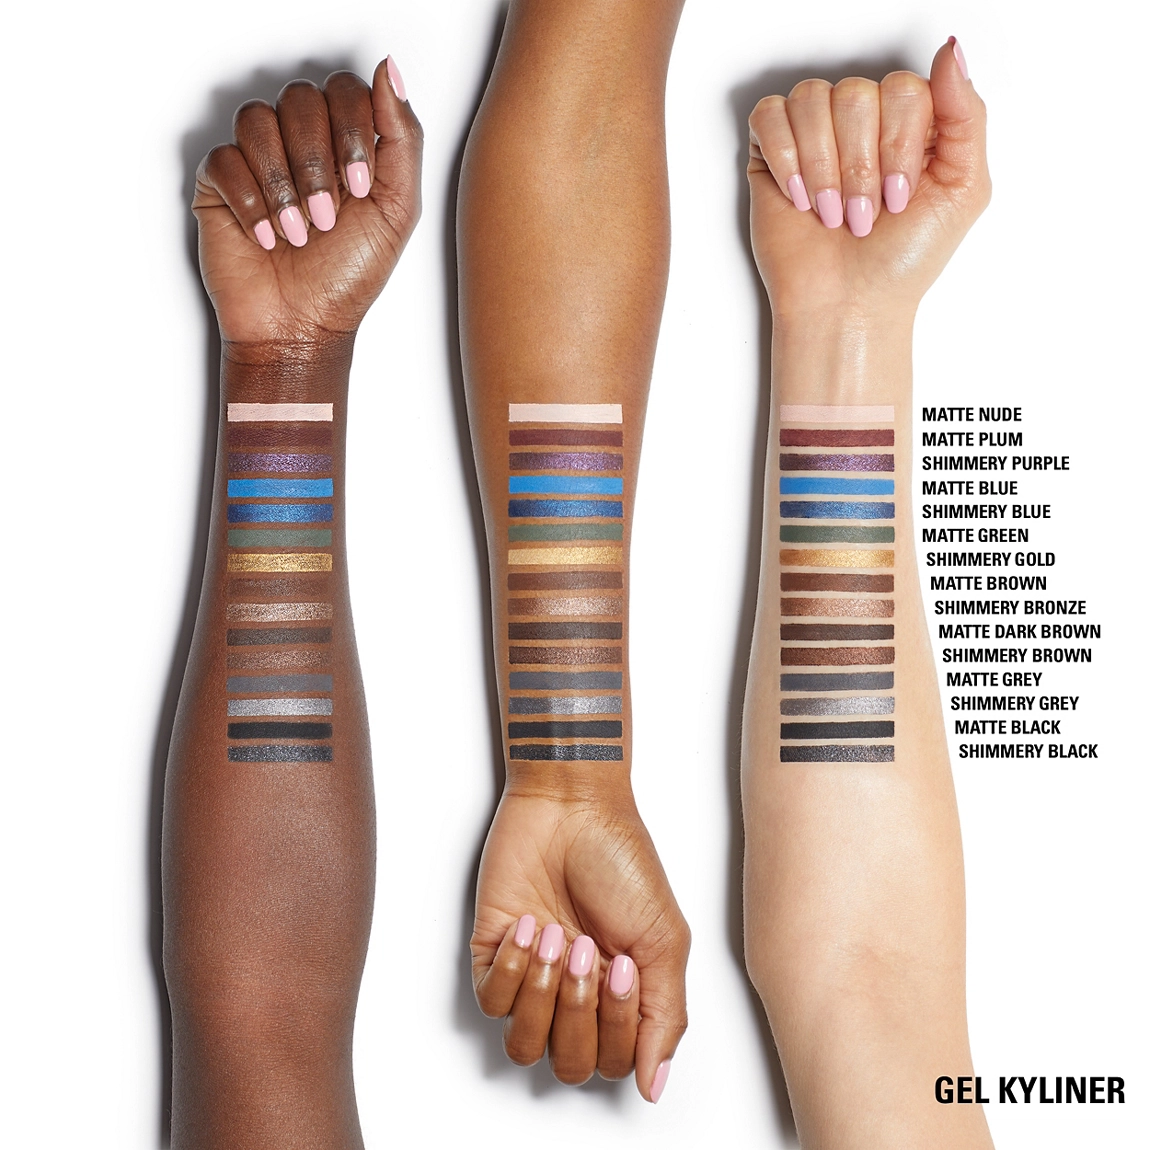 MATTE NUDE
MATTE PLUM
SHIMMERY PURPLE
MATTE BLUE
SHIMMERY BLUE
MATTE GREEN
SHIMMERY GOLD
MATTE BROWN
SHIMMERY BRONZE
MATTE DARK BROWN
SHIMMERY BROWN
MATTE GREY
SHIMMERY GREY
MATTE BLACK
SHIMMERY BLACK
GEL KYLINER